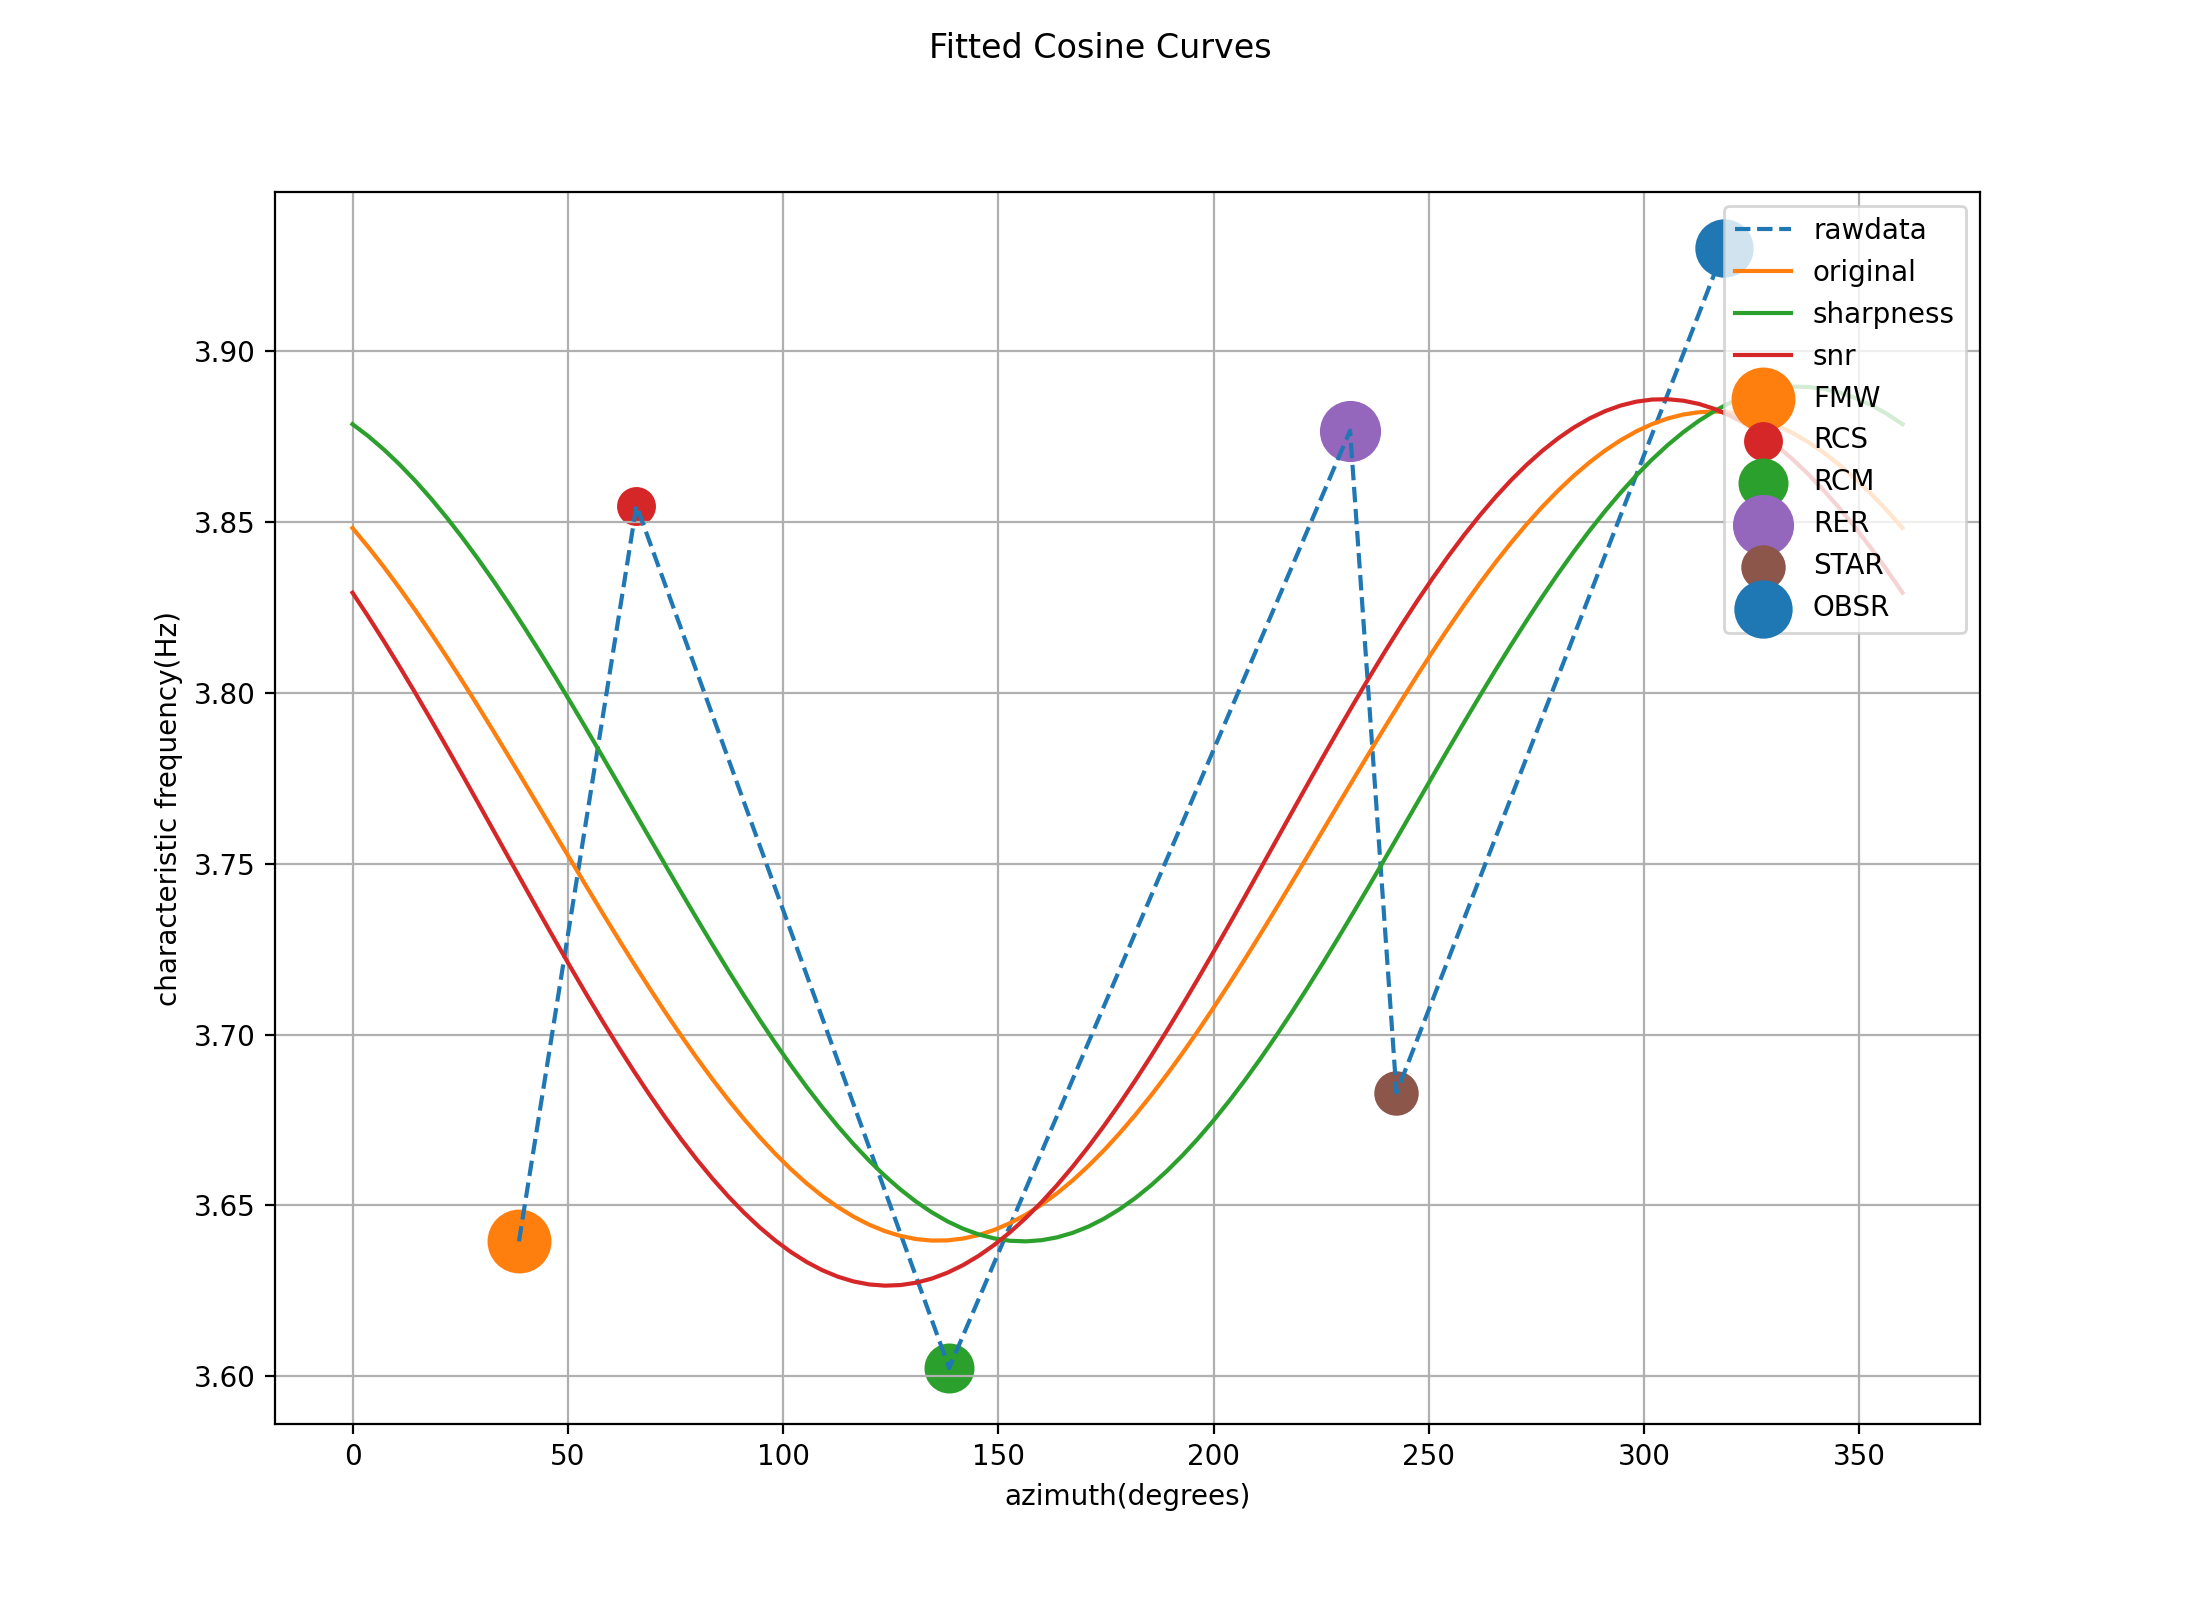 Fitted Cosine Curves
characteristic frequency(Hz)
3.90
3.85
3.80
3.75
3.70
3.65
3.60
rawdata
original
sharpness
snr
FMW
RCS
RCM
RER
STAR
OBSR
0 50 100 150 200 250 300 350
azimuth(degrees)